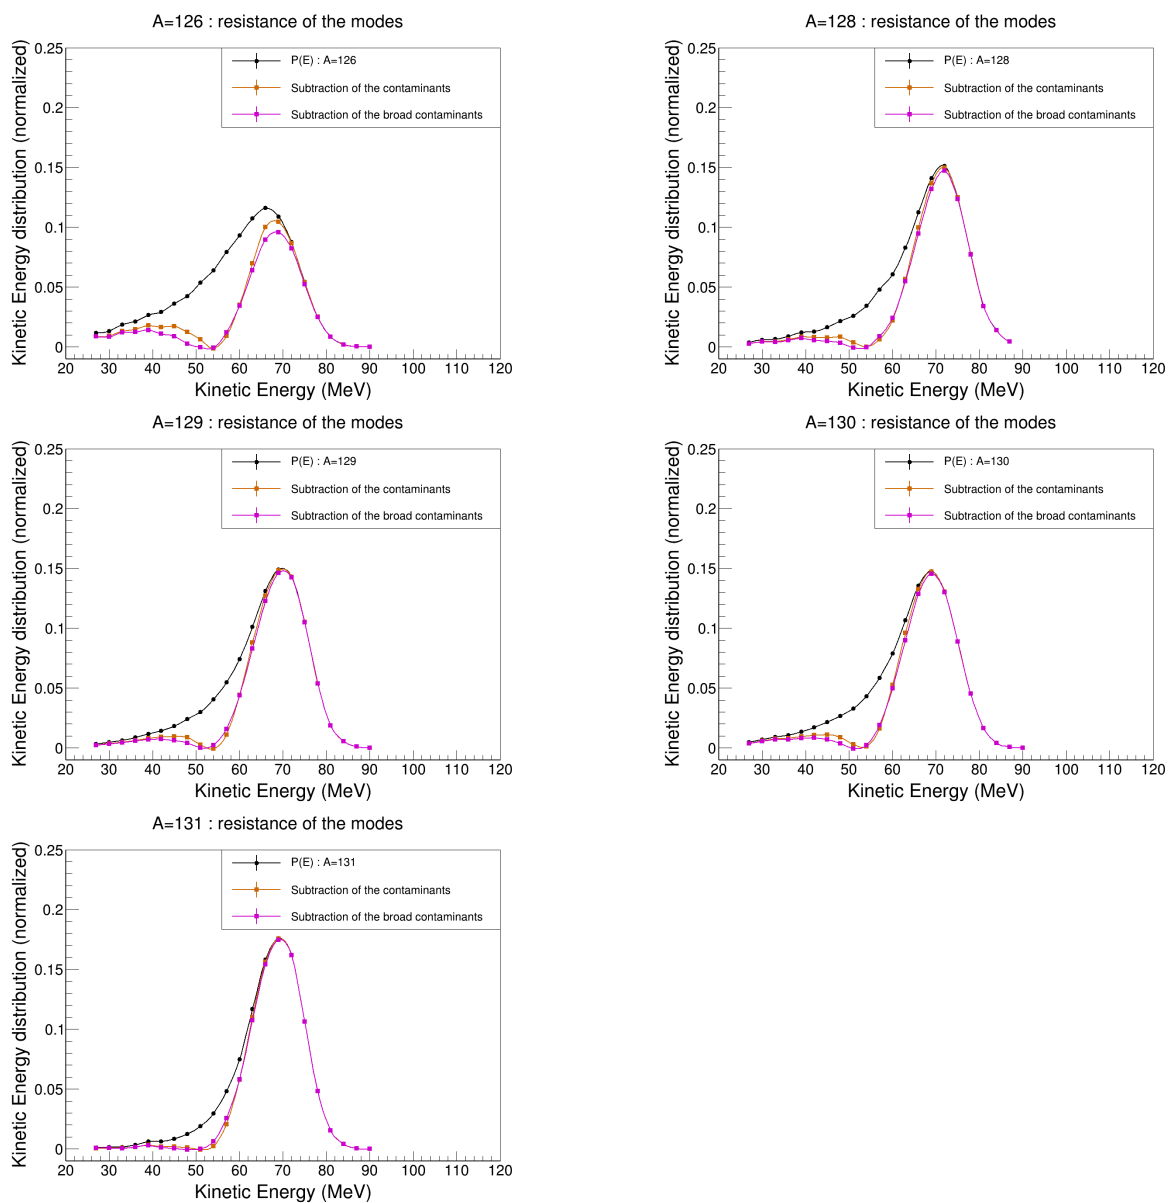 A=126 : resistance of the modes
Kinetic Energy distribution (normalized)
0.25
0.2
0.15
0.1
0.05
0
P(E) : A=126
Subtraction of the contaminants
Subtraction of the broad contaminants
20 30 40 50 60 70 80 90 100 110 120
Kinetic Energy (MeV)
A=128 : resistance of the modes
Kinetic Energy distribution (normalized)
0.25
0.2
0.15
0.1
0.05
0
P(E) : A=128
Subtraction of the contaminants
Subtraction of the broad contaminants
20 30 40 50 60 70 80 90 100 110 120
Kinetic Energy (MeV)
A=129 : resistance of the modes
Kinetic Energy distribution (normalized)
0.25
0.2
0.15
0.1
0.05
0
P(E) : A=129
Subtraction of the contaminants
Subtraction of the broad contaminants
20 30 40 50 60 70 80 90 100 110 120
Kinetic Energy (MeV)
A=130 : resistance of the modes
Kinetic Energy distribution (normalized)
0.25
0.2
0.15
0.1
0.05
0
P(E) : A=130
Subtraction of the contaminants
Subtraction of the broad contaminants
20 30 40 50 60 70 80 90 100 110 120
Kinetic Energy (MeV)
A=131 : resistance of the modes
Kinetic Energy distribution (normalized)
0.25
0.2
0.15
0.1
0.05
0
P(E) : A=131
Subtraction of the contaminants
Subtraction of the broad contaminants
20 30 40 50 60 70 80 90 100 110 120
Kinetic Energy (MeV)